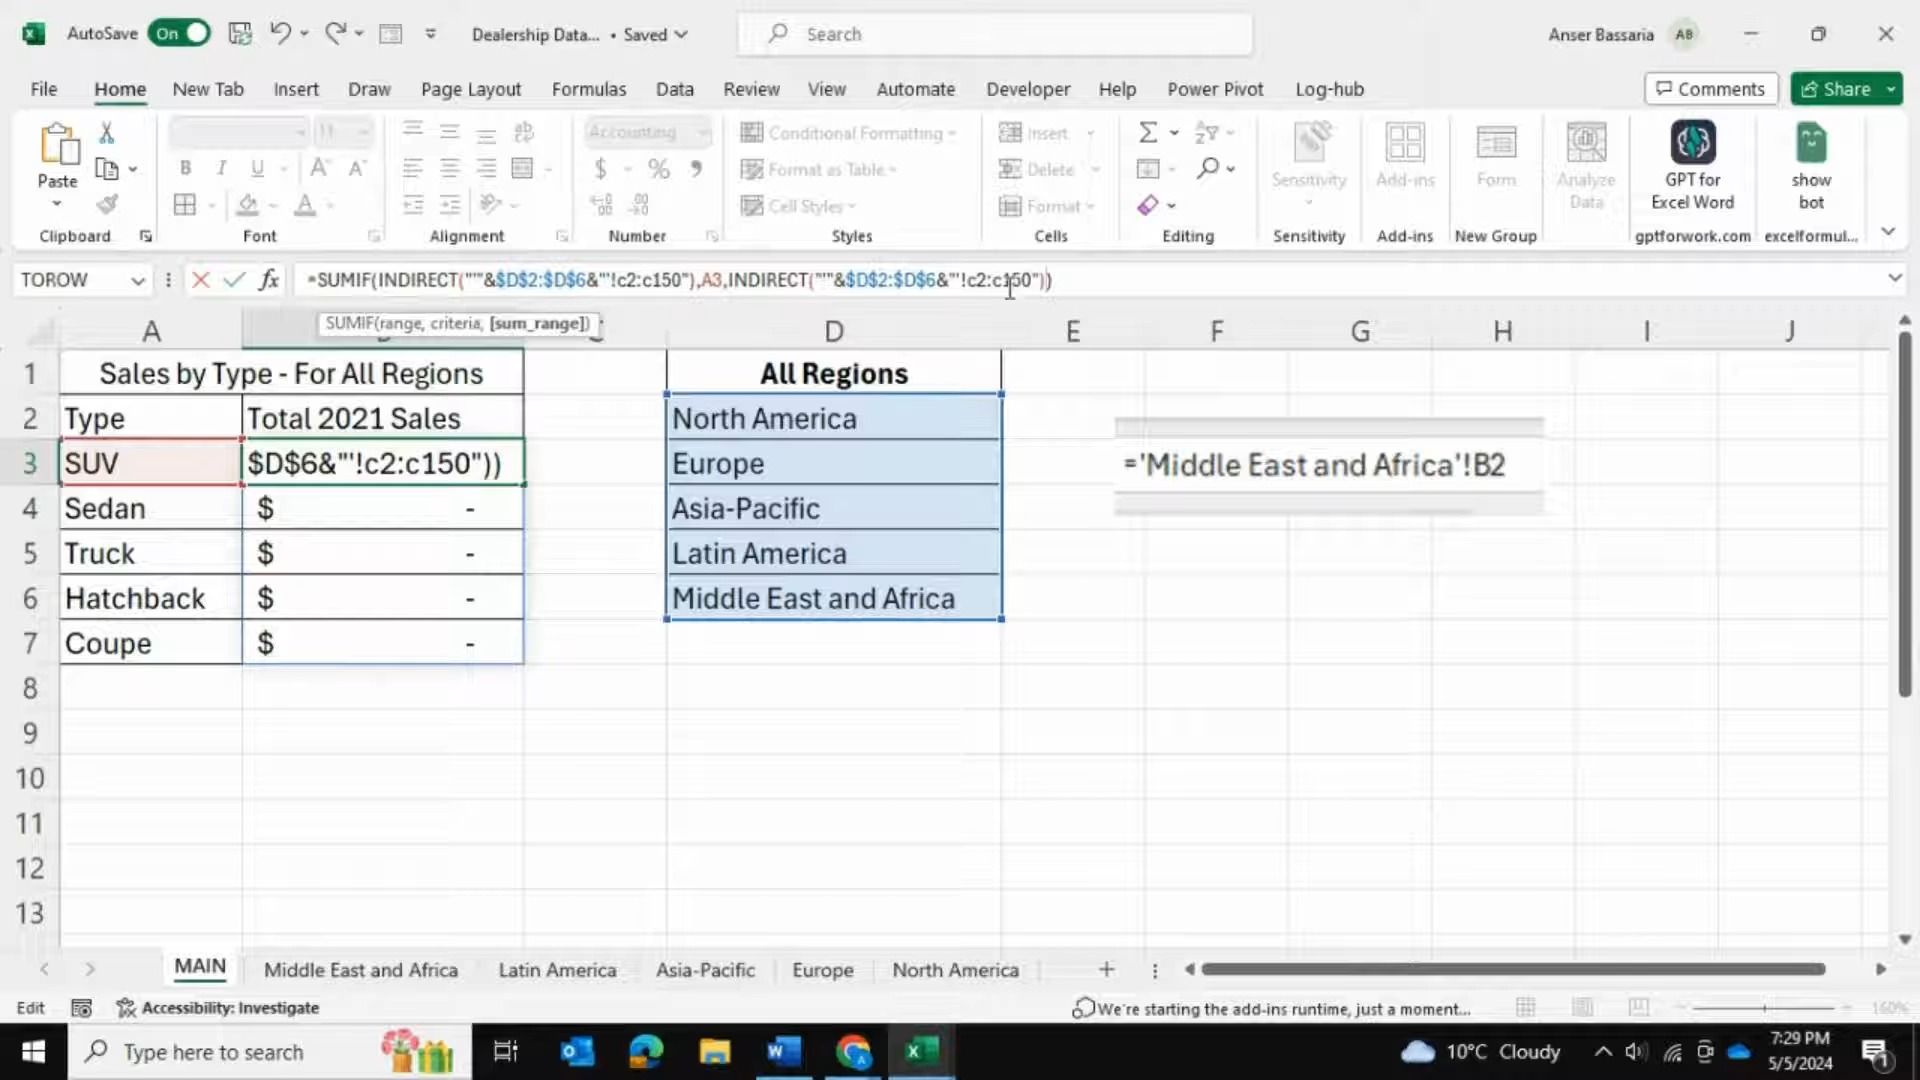 AutoSave On Dealership Data... • Saved Search Anser Bassaria AB
File Home Insert Draw Page Layout Formulas Data Review View Automate Developer Help Power Pivot Log-hub Comments Share
Paste
Clipboard
11
B I U
Font
ab
Alignment
Accounting
$ % 9
Number
Conditional Formatting
Format as Table
Cell Styles
Styles
Insert
Delete
Format
Cells
Editing
Sensitivity
Sensitivity
Add-ins
Add-ins
Form
New Group
Analyze
Data
GPT for
Excel Word
gptforwork.com
show
bot
excelformul...
TOROW fx =SUMIF(INDIRECT("'"&$D$2:$D$6&"'!c2:c150"),A3,INDIRECT("'"&$D$2:$D$6&"'!c2:c150"))
SUMIF(range, criteria, [sum_range])
A D E F G H I J
1 Sales by Type - For All Regions All Regions
2 Type Total 2021 Sales North America
3 SUV $D$6&"'!c2:c150")) Europe ='Middle East and Africa'!B2
4 Sedan $ - Asia-Pacific
5 Truck $ - Latin America
6 Hatchback $ - Middle East and Africa
7 Coupe $ -
8
9
10
11
12
13
MAIN Middle East and Africa Latin America Asia-Pacific Europe North America
Edit Accessibility: Investigate We're starting the add-ins runtime, just a moment... 160%
Type here to search 10°C Cloudy 7:29 PM
5/5/2024
1